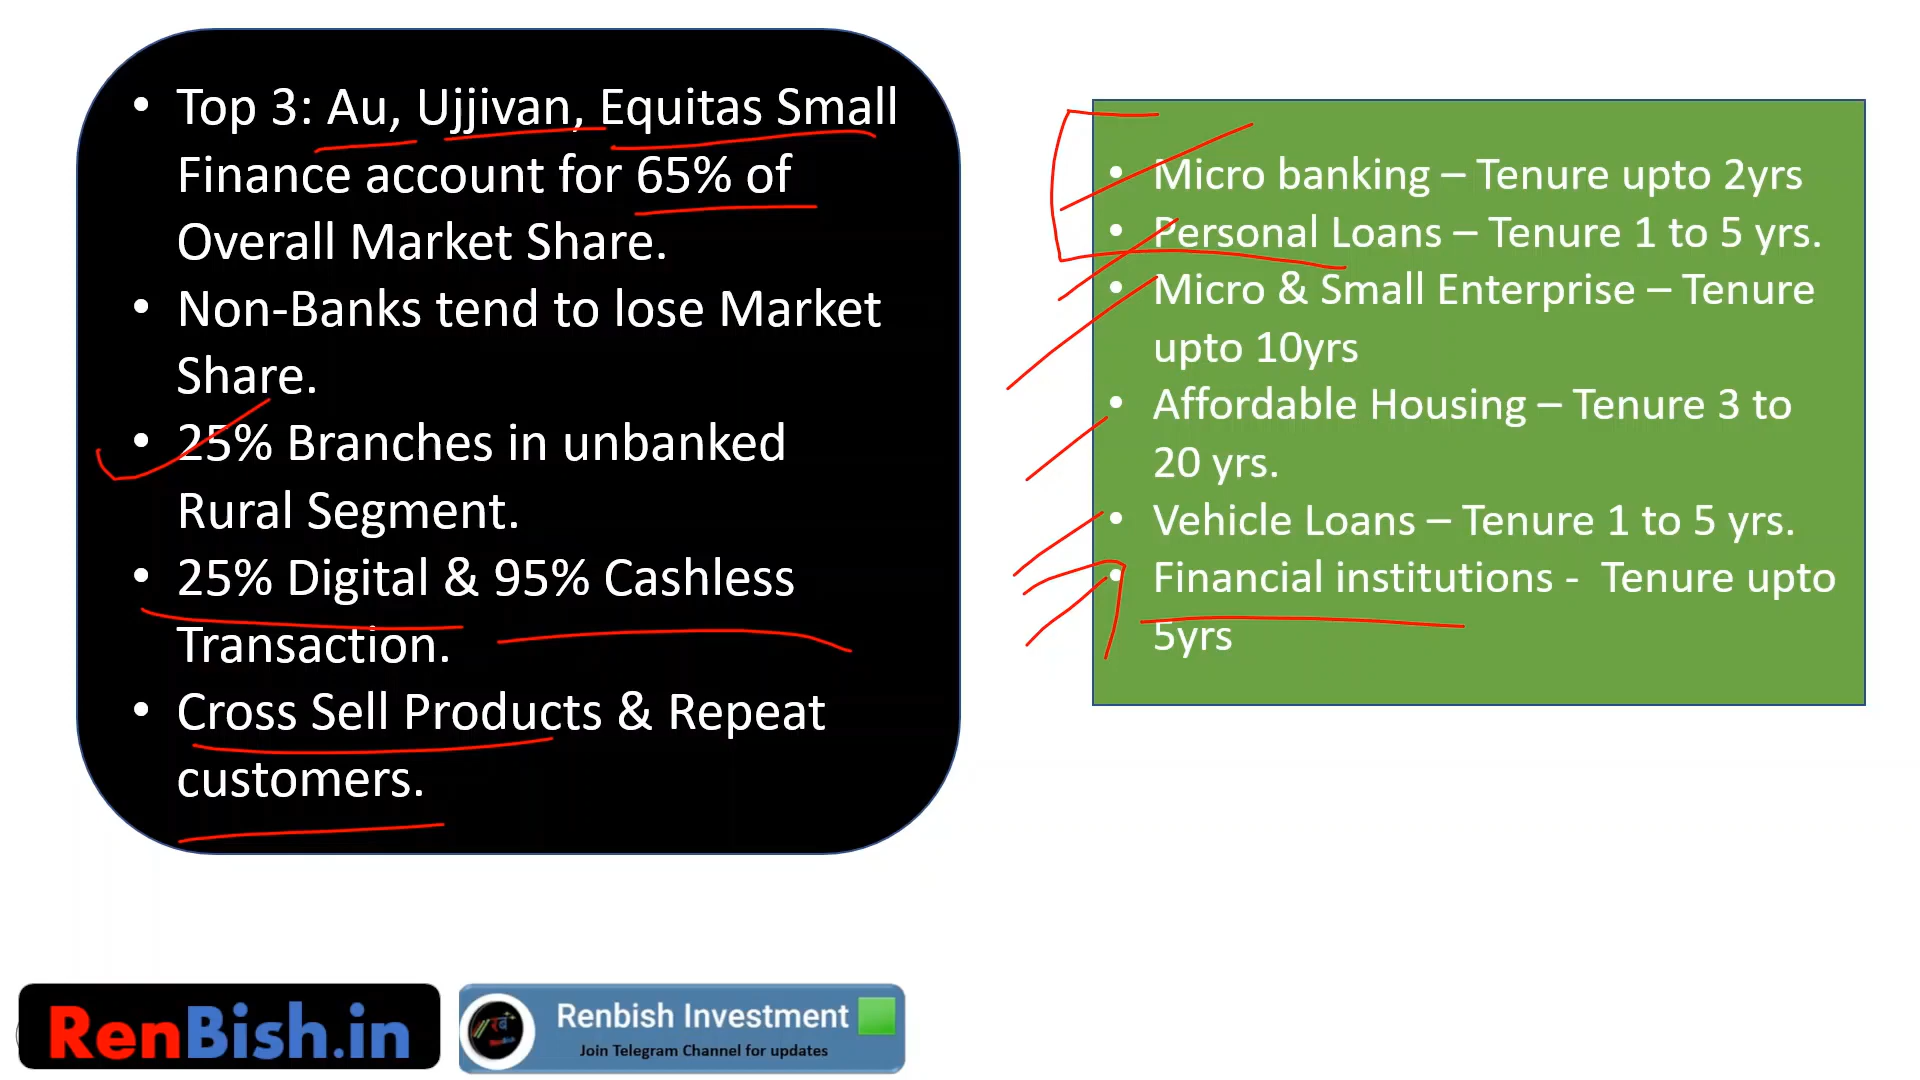 • Top 3: Au, Ujjivan, Equitas Small
Finance account for 65% of
Overall Market Share.
• Non-Banks tend to lose Market
Share.
• 25% Branches in unbanked
Rural Segment.
• 25% Digital & 95% Cashless
Transaction.
• Cross Sell Products & Repeat
customers.
• Micro banking – Tenure upto 2yrs
• Personal Loans – Tenure 1 to 5 yrs.
• Micro & Small Enterprise – Tenure
upto 10yrs
• Affordable Housing – Tenure 3 to
20 yrs.
• Vehicle Loans – Tenure 1 to 5 yrs.
• Financial institutions - Tenure upto
5yrs
RenBish.in
Renbish Investment
Join Telegram Channel for updates